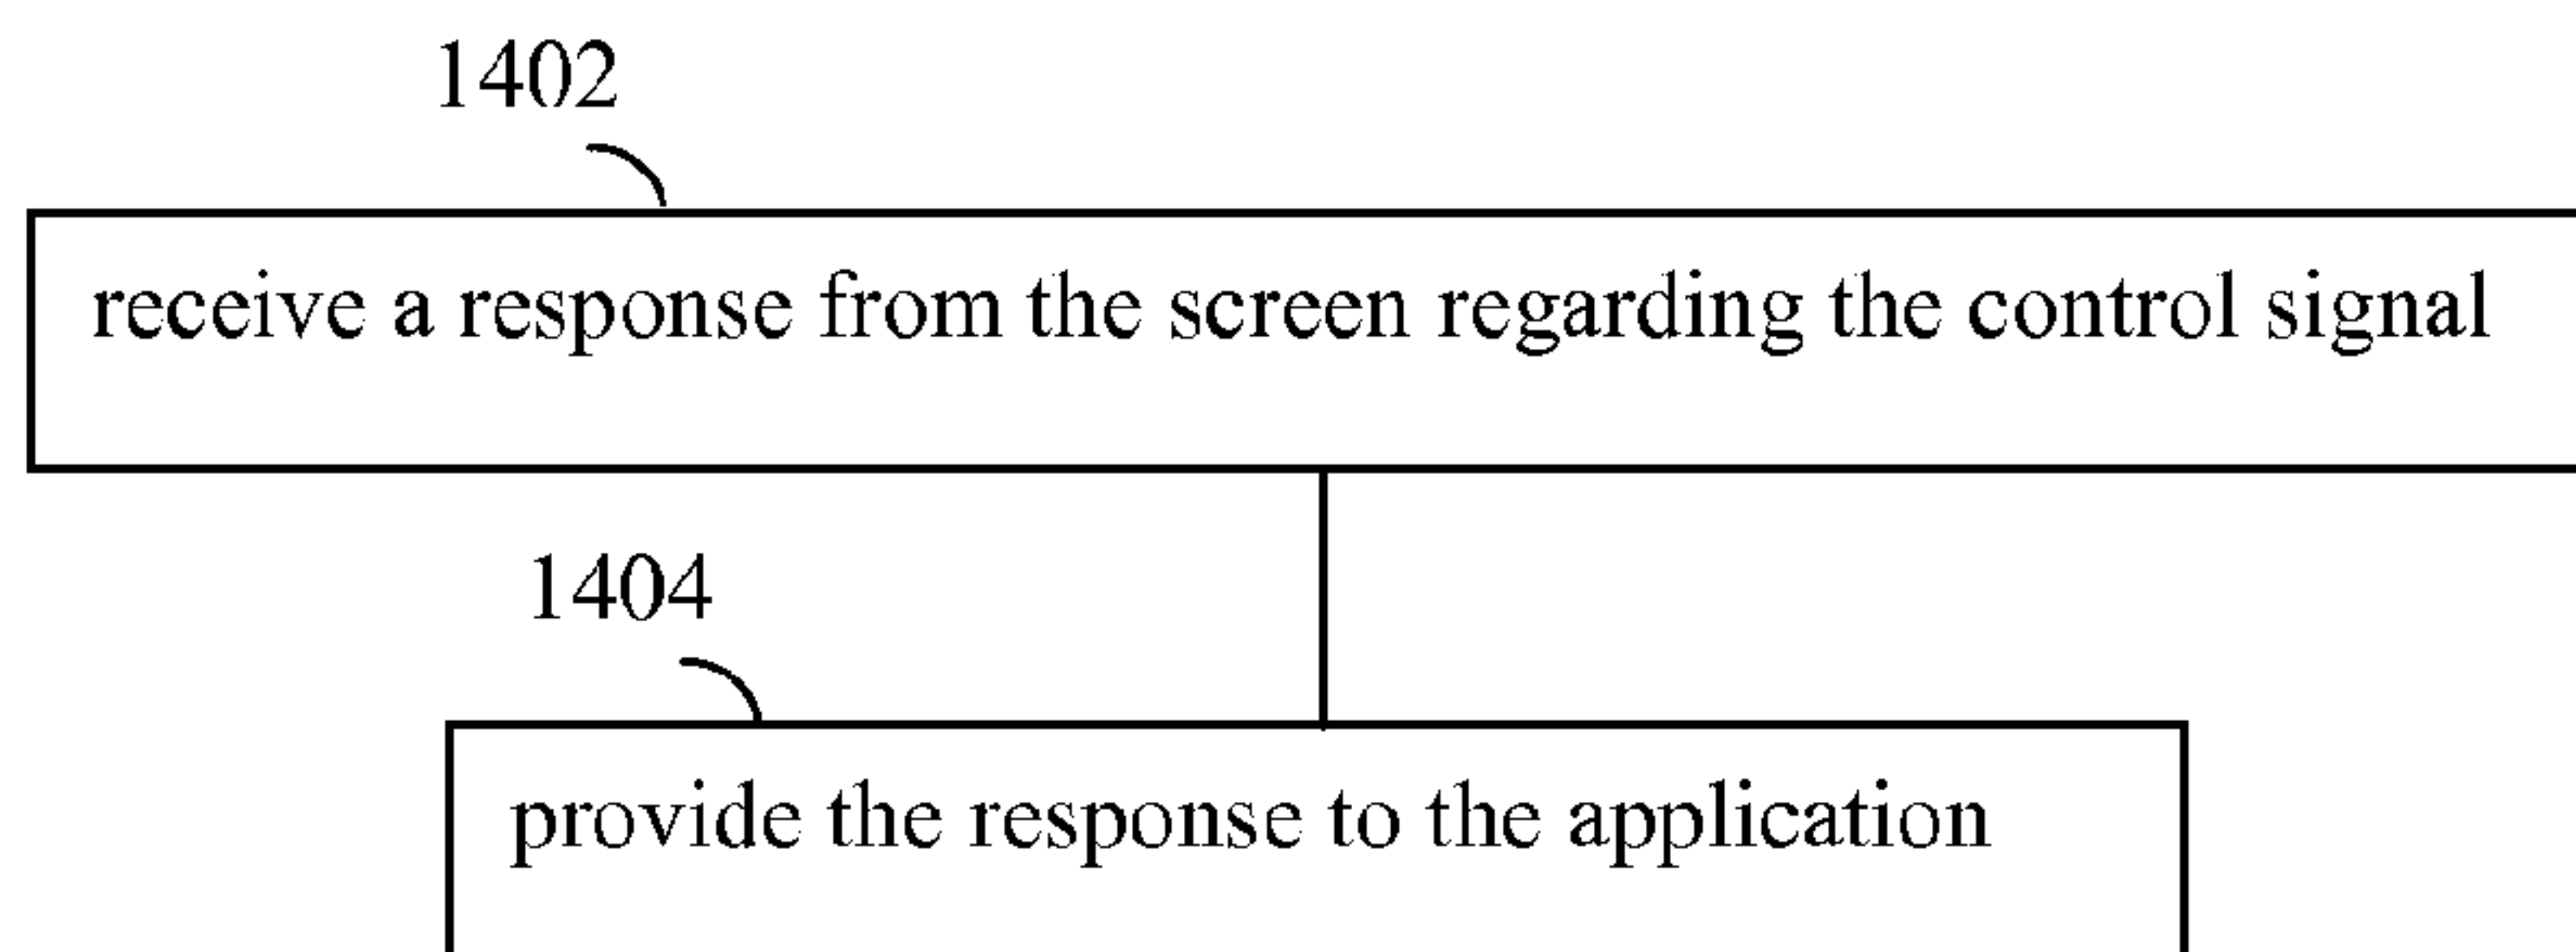 1402
receive a response from the screen regarding the control signal
1404
provide the response to the application